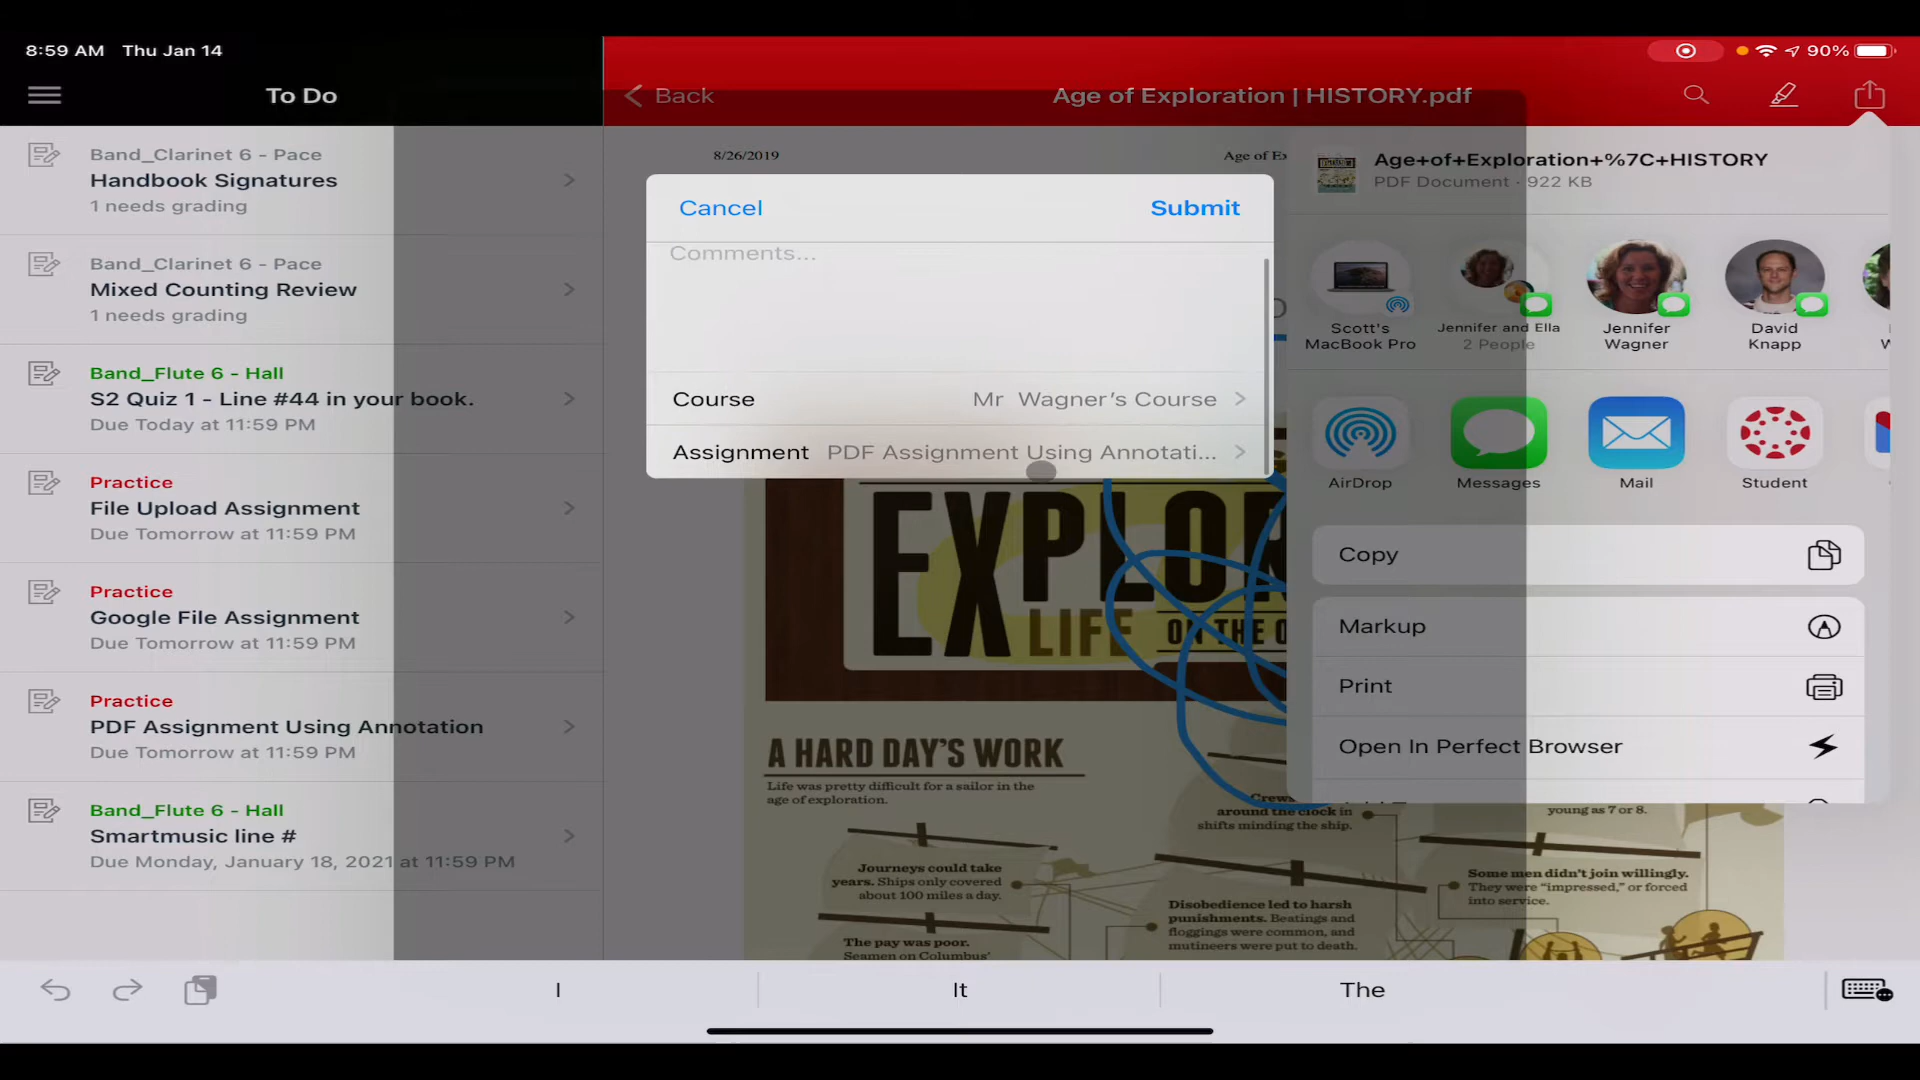 8:59 AM Thu Jan 14
90%
To Do
Back
Age of Exploration | HISTORY.pdf
Band_Clarinet 6 - Pace
Handbook Signatures
1 needs grading
Band_Clarinet 6 - Pace
Mixed Counting Review
1 needs grading
Band_Flute 6 - Hall
S2 Quiz 1 - Line #44 in your book.
Due Today at 11:59 PM
Practice
File Upload Assignment
Due Tomorrow at 11:59 PM
Practice
Google File Assignment
Due Tomorrow at 11:59 PM
Practice
PDF Assignment Using Annotation
Due Tomorrow at 11:59 PM
Band_Flute 6 - Hall
Smartmusic line #
Due Monday, January 18, 2021 at 11:59 PM
8/26/2019
Age of Ex
Cancel
Submit
Comments...
Course Mr Wagner's Course
Assignment PDF Assignment Using Annotati...
EXPLOR
LIFE ON THE O
A HARD DAY'S WORK
Life was pretty difficult for a sailor in the
age of exploration.
Crews
around the clock in
shifts minding the ship.
young as 7 or 8.
Journeys could take
years. Ships only covered
about 100 miles a day.
Disobedience led to harsh
punishments. Beatings and
floggings were common, and
mutineers were put to death.
Some men didn't join willingly.
They were "impressed," or forced
into service.
The pay was poor.
Seamen on Columbus'
Age+of+Exploration+%7C+HISTORY
PDF Document · 922 KB
Scott's
MacBook Pro
Jennifer and Ella
2 People
Jennifer
Wagner
David
Knapp
AirDrop
Messages
Mail
Student
Copy
Markup
Print
Open In Perfect Browser
I
It
The